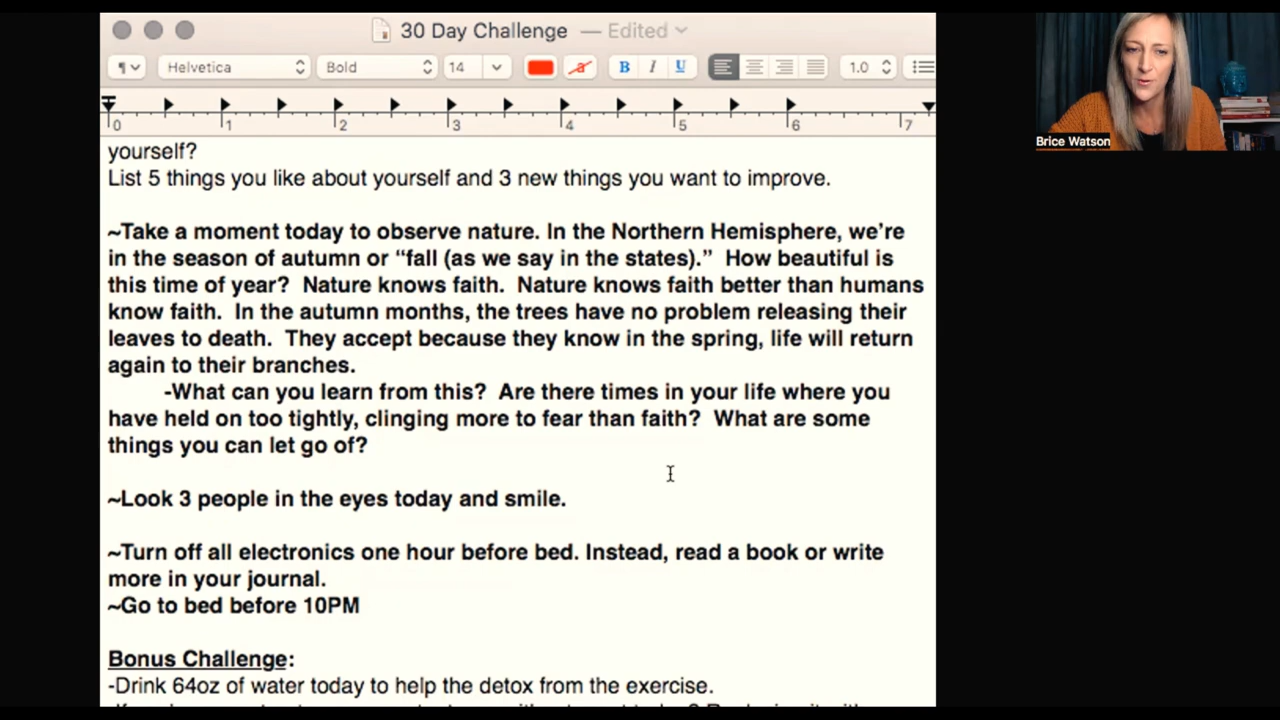 30 Day Challenge — Edited
¶ Helvetica Bold 14 a B I U 1.0
0 1 2 3 4 5 6 7
yourself?
List 5 things you like about yourself and 3 new things you want to improve.
~Take a moment today to observe nature. In the Northern Hemisphere, we're
in the season of autumn or “fall (as we say in the states).”  How beautiful is
this time of year?  Nature knows faith.  Nature knows faith better than humans
know faith.  In the autumn months, the trees have no problem releasing their
leaves to death.  They accept because they know in the spring, life will return
again to their branches.
-What can you learn from this?  Are there times in your life where you
have held on too tightly, clinging more to fear than faith?  What are some
things you can let go of?
~Look 3 people in the eyes today and smile.
~Turn off all electronics one hour before bed. Instead, read a book or write
more in your journal.
~Go to bed before 10PM
Bonus Challenge:
-Drink 64oz of water today to help the detox from the exercise.
Brice Watson